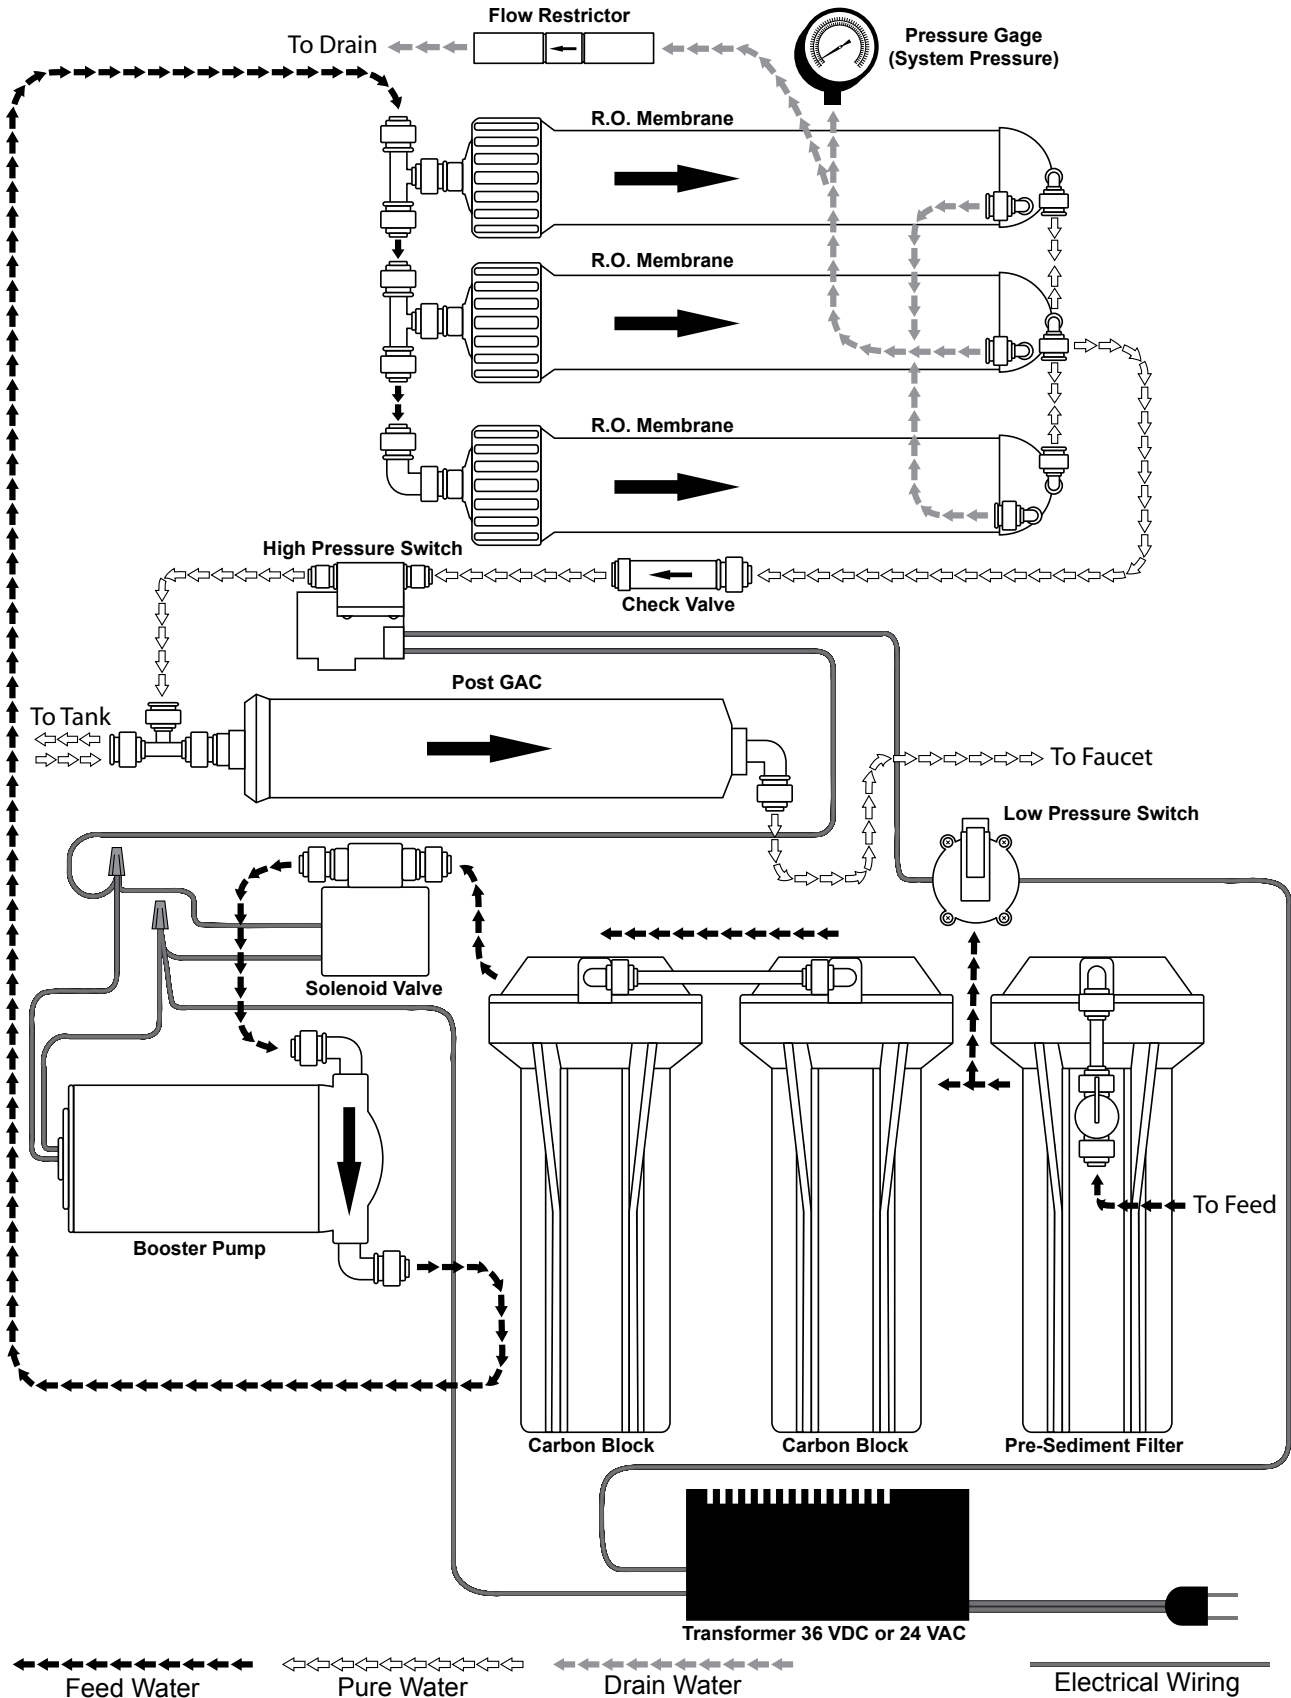 Flow Restrictor
To Drain
Pressure Gage
(System Pressure)
R.O. Membrane
R.O. Membrane
R.O. Membrane
High Pressure Switch
Check Valve
Post GAC
To Tank
To Faucet
Low Pressure Switch
Solenoid Valve
To Feed
Booster Pump
Carbon Block
Carbon Block
Pre-Sediment Filter
Transformer 36 VDC or 24 VAC
Feed Water
Pure Water
Drain Water
Electrical Wiring